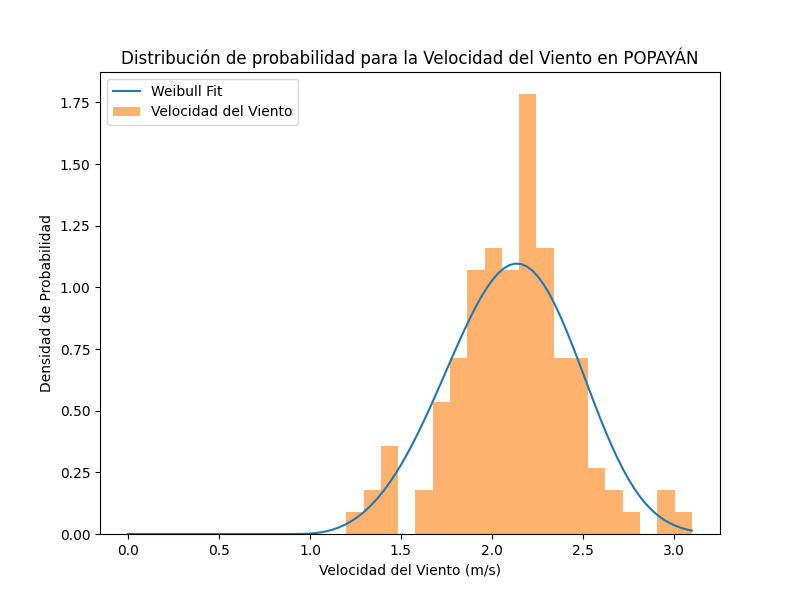 Distribución de probabilidad para la Velocidad del Viento en POPAYÁN
Weibull Fit
Velocidad del Viento
1.75
1.50
1.25
1.00
0.75
0.50
0.25
0.00
Densidad de Probabilidad
0.0 0.5 1.0 1.5 2.0 2.5 3.0
Velocidad del Viento (m/s)